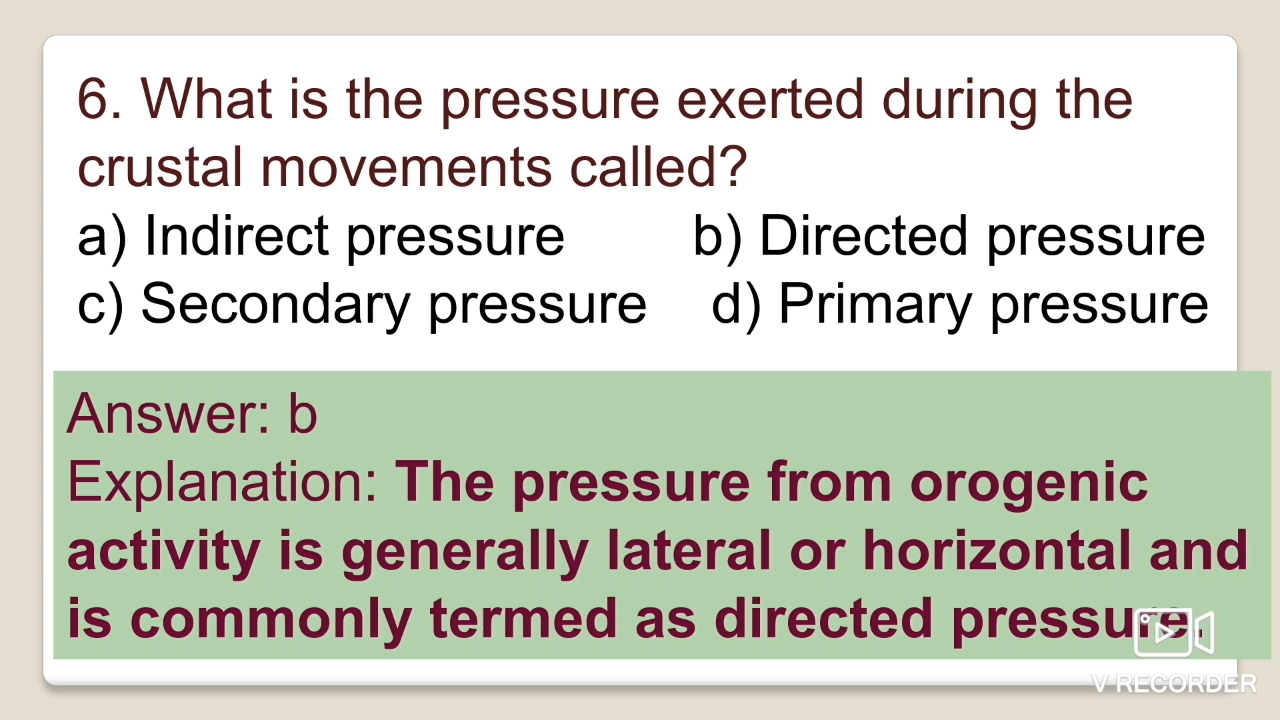 6. What is the pressure exerted during the
crustal movements called?
a) Indirect pressure b) Directed pressure
c) Secondary pressure d) Primary pressure
Answer: b
Explanation: The pressure from orogenic
activity is generally lateral or horizontal and
is commonly termed as directed pressure.
V RECORDER